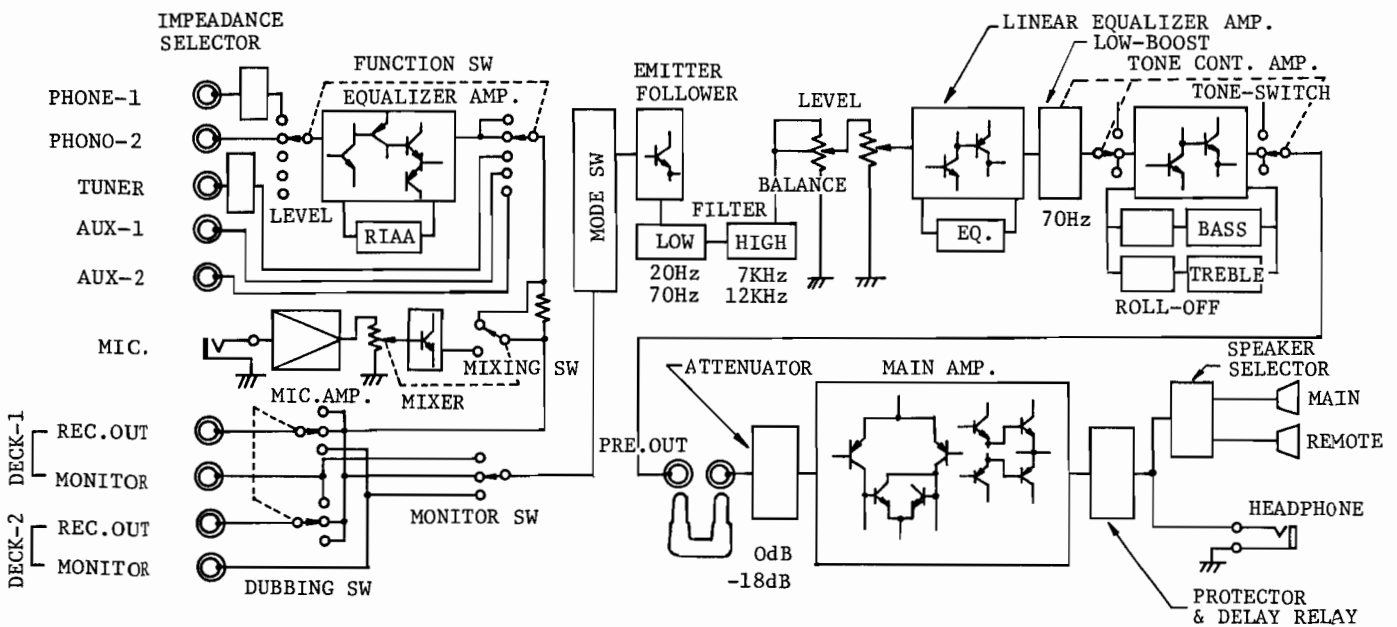 IMPEADANCE
SELECTOR
PHONE-1
PHONO-2
TUNER
AUX-1
AUX-2
MIC.
FUNCTION SW
EQUALIZER AMP.
LEVEL
RIAA
MIC.AMP.
MIXER
MIXING SW
DECK-1
REC.OUT
MONITOR
DECK-2
REC.OUT
MONITOR
DUBBING SW
MONITOR SW
MODE SW
EMITTER
FOLLOWER
FILTER
LOW
HIGH
20Hz
70Hz
7KHz
12KHz
LEVEL
BALANCE
LINEAR EQUALIZER AMP.
EQ.
LOW-BOOST
70Hz
TONE CONT. AMP.
TONE-SWITCH
BASS
TREBLE
ROLL-OFF
PRE.OUT
ATTENUATOR
0dB
-18dB
MAIN AMP.
SPEAKER
SELECTOR
MAIN
REMOTE
HEADPHONE
PROTECTOR
& DELAY RELAY